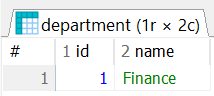 department (1r × 2c)
# 1 id 2 name
1 1 Finance